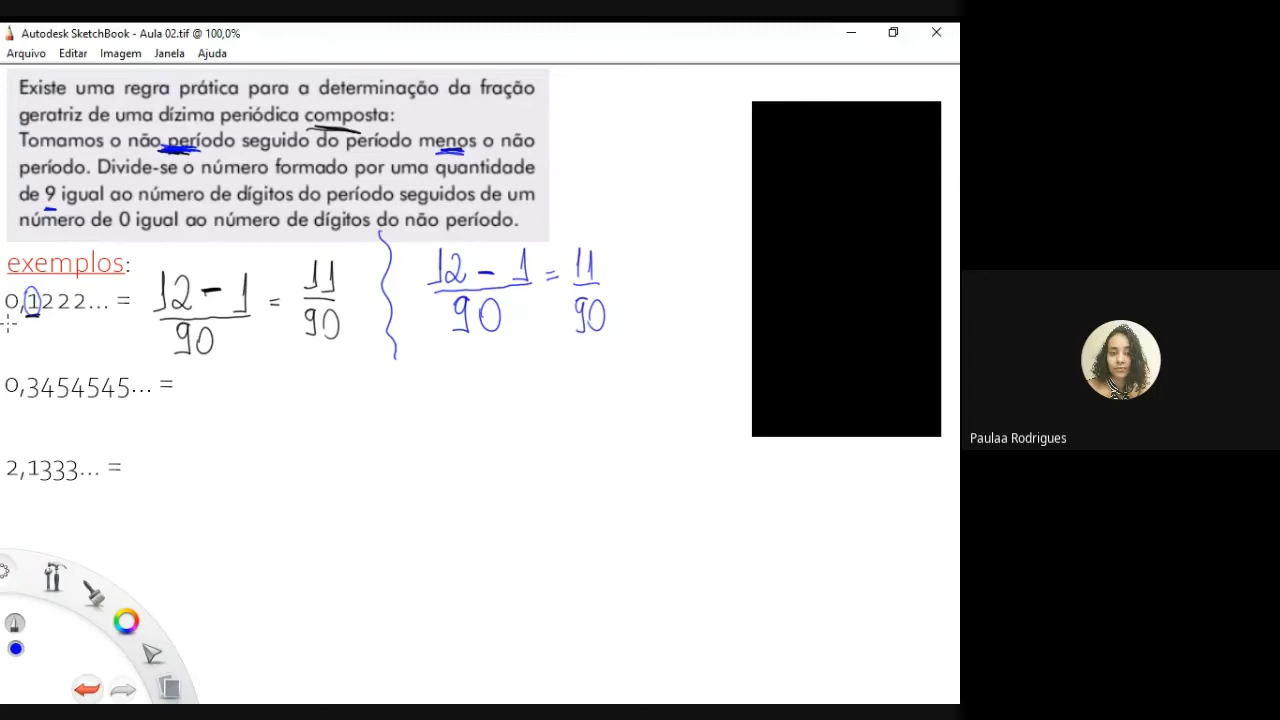 Autodesk SketchBook - Aula 02.tif @ 100,0%
Arquivo Editar Imagem Janela Ajuda
Existe uma regra prática para a determinação da fração
geratriz de uma dízima periódica composta:
Tomamos o não período seguido do período menos o não
período. Divide-se o número formado por uma quantidade
de 9 igual ao número de dígitos do período seguidos de um
número de 0 igual ao número de dígitos do não período.
exemplos:
0,1222... = 12 - 1 / 90 = 11 / 90
12 - 1 / 90 = 11 / 90
0,3454545... =
2,1333... =
Paulaa Rodrigues